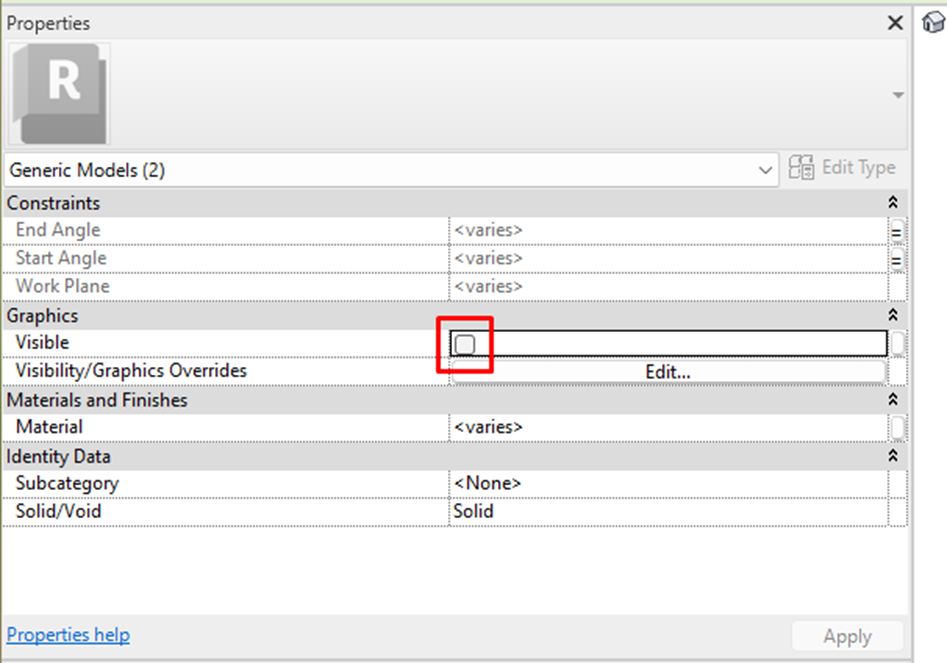 Properties
R
Generic Models (2)
Edit Type
Constraints
End Angle <varies> =
Start Angle <varies> =
Work Plane <varies>
Graphics
Visible
Visibility/Graphics Overrides Edit...
Materials and Finishes
Material <varies>
Identity Data
Subcategory <None>
Solid/Void Solid
Properties help
Apply